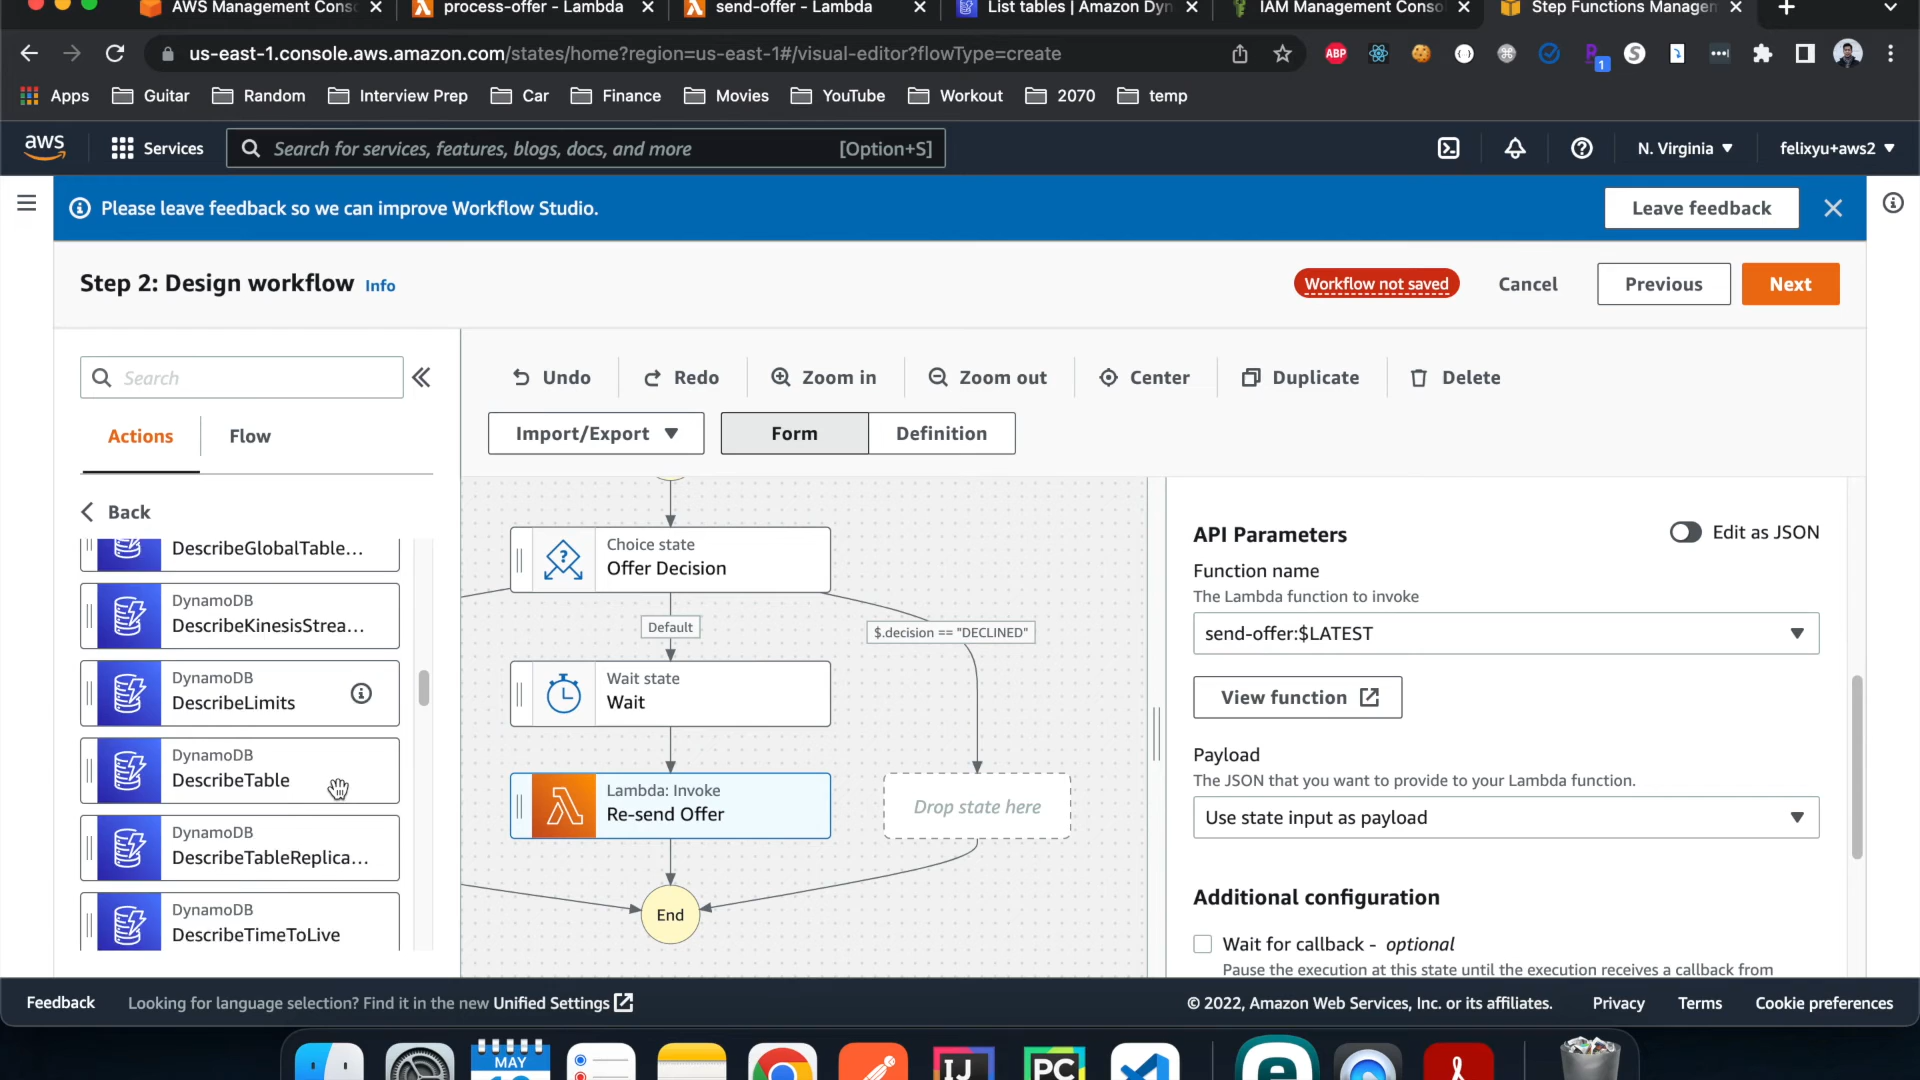 AWS Management Conso
process-offer - Lambda
send-offer - Lambda
List tables | Amazon Dyn
IAM Management Conso
Step Functions Managem
us-east-1.console.aws.amazon.com/states/home?region=us-east-1#/visual-editor?flowType=create
ABP
1
Apps
Guitar
Random
Interview Prep
Car
Finance
Movies
YouTube
Workout
2070
temp
aws
Services
Search for services, features, blogs, docs, and more
[Option+S]
N. Virginia
felixyu+aws2
Please leave feedback so we can improve Workflow Studio.
Leave feedback
Step 2: Design workflow
Info
Workflow not saved
Cancel
Previous
Next
Search
Undo
Redo
Zoom in
Zoom out
Center
Duplicate
Delete
Actions
Flow
Import/Export
Form
Definition
Back
DescribeGlobalTable...
DynamoDB
DescribeKinesisStrea...
DynamoDB
DescribeLimits
DynamoDB
DescribeTable
DynamoDB
DescribeTableReplica...
DynamoDB
DescribeTimeToLive
Choice state
Offer Decision
Default
$.decision == "DECLINED"
Wait state
Wait
Lambda: Invoke
Re-send Offer
Drop state here
End
API Parameters
Edit as JSON
Function name
The Lambda function to invoke
send-offer:$LATEST
View function
Payload
The JSON that you want to provide to your Lambda function.
Use state input as payload
Additional configuration
Wait for callback - optional
Pause the execution at this state until the execution receives a callback from
Feedback
Looking for language selection? Find it in the new Unified Settings
© 2022, Amazon Web Services, Inc. or its affiliates.
Privacy
Terms
Cookie preferences
MAY
IJ
PC